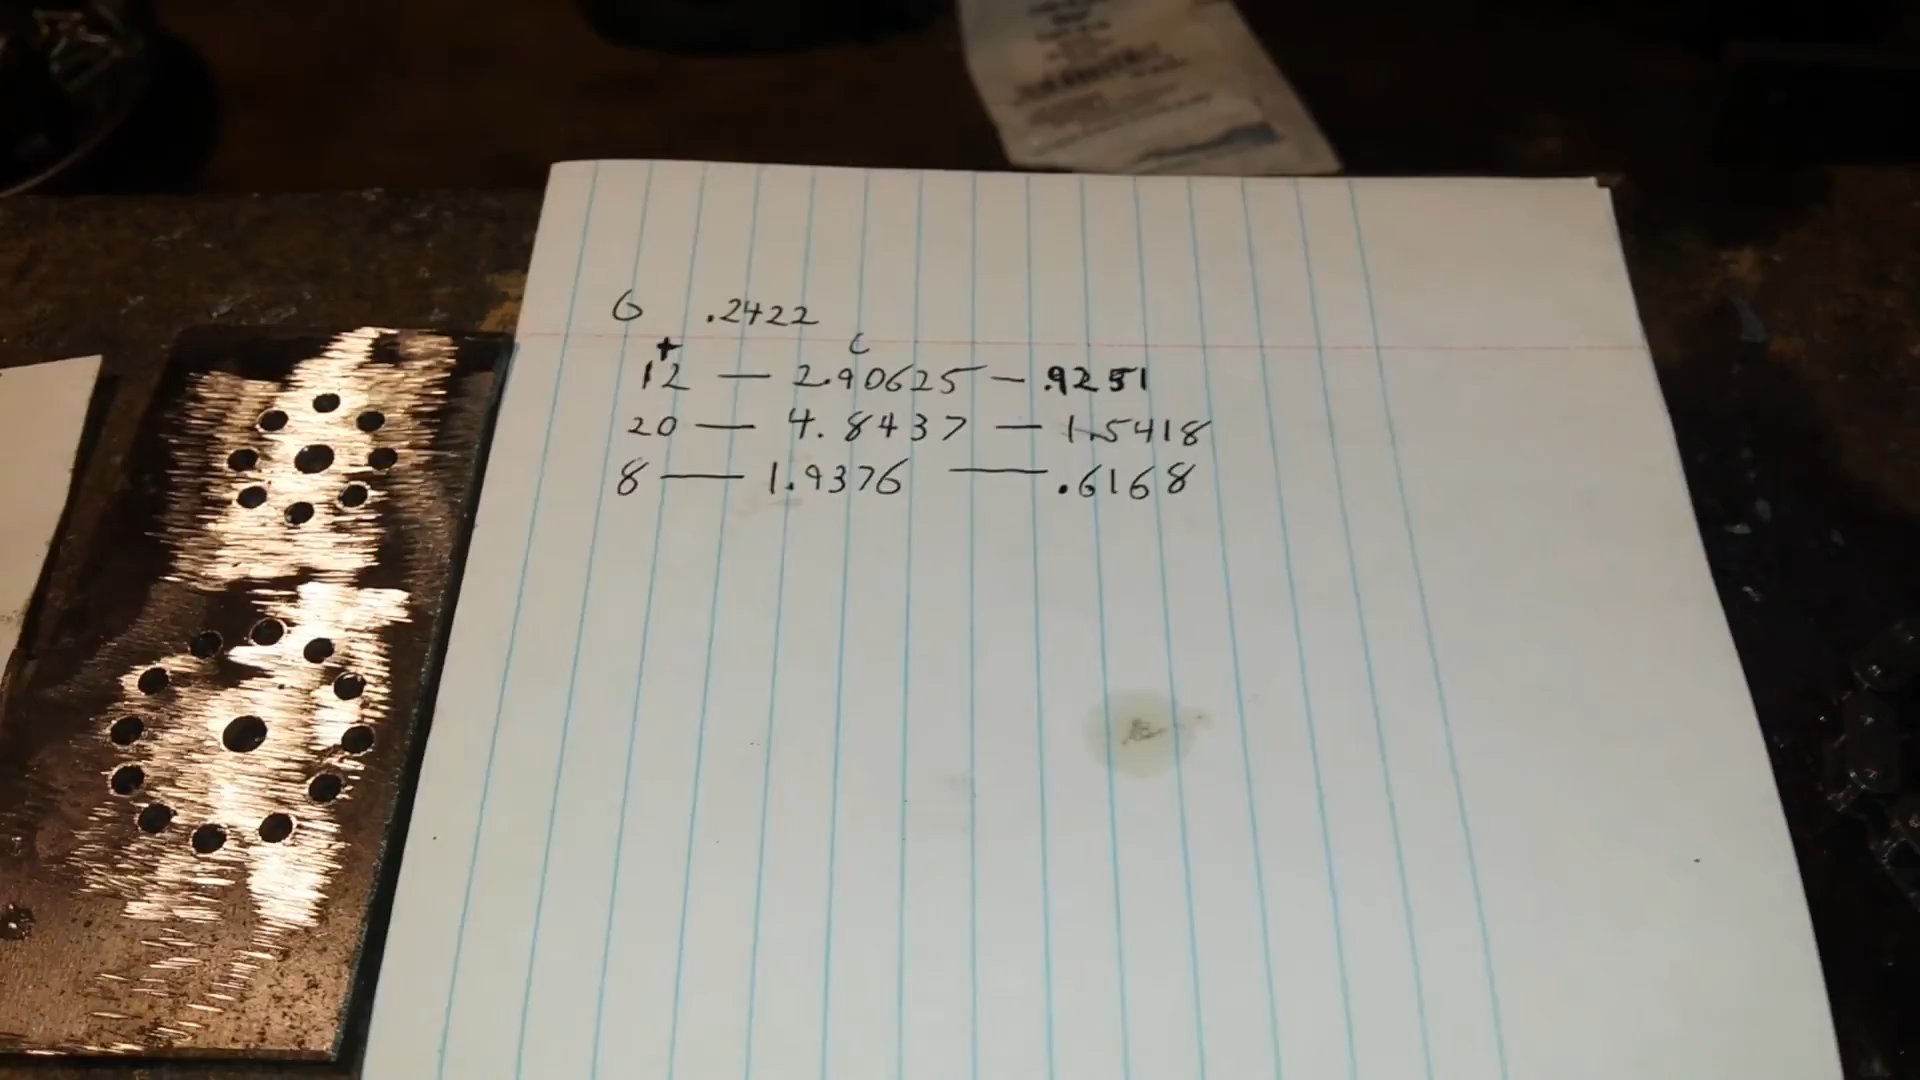 G .2422
t C
12 — 2.90625 — .9251
20 — 4.8437 — 1.5418
8 — 1.9376 — .6168